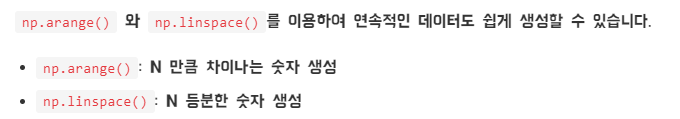 np.arange() 와 np.linspace() 를 이용하여 연속적인 데이터도 쉽게 생성할 수 있습니다.
• np.arange() : N 만큼 차이나는 숫자 생성
• np.linspace() : N 등분한 숫자 생성